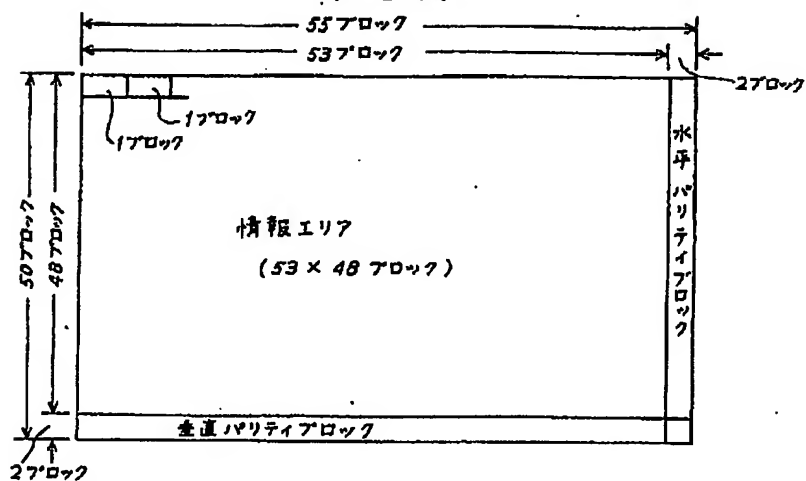 55ブロック
53ブロック
2ブロック
1ブロック
1ブロック
50ブロック
48ブロック
情報エリア
(53 × 48 ブロック)
水平パリティブロック
垂直パリティブロック
2ブロック